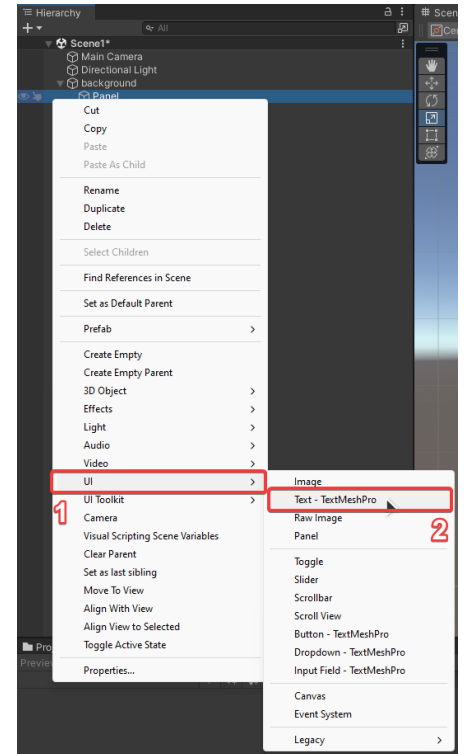 Hierarchy
# Scen
All
Cen
Scene1*
Main Camera
Directional Light
background
Panel
Cut
Copy
Paste
Paste As Child
Rename
Duplicate
Delete
Select Children
Find References in Scene
Set as Default Parent
Prefab
Create Empty
Create Empty Parent
3D Object
Effects
Light
Audio
Video
UI
UI Toolkit
Camera
Visual Scripting Scene Variables
Clear Parent
Set as last sibling
Move To View
Align With View
Align View to Selected
Toggle Active State
Properties...
1
Image
Text - TextMeshPro
Raw Image
Panel
2
Toggle
Slider
Scrollbar
Scroll View
Button - TextMeshPro
Dropdown - TextMeshPro
Input Field - TextMeshPro
Canvas
Event System
Legacy
Pro
Preview